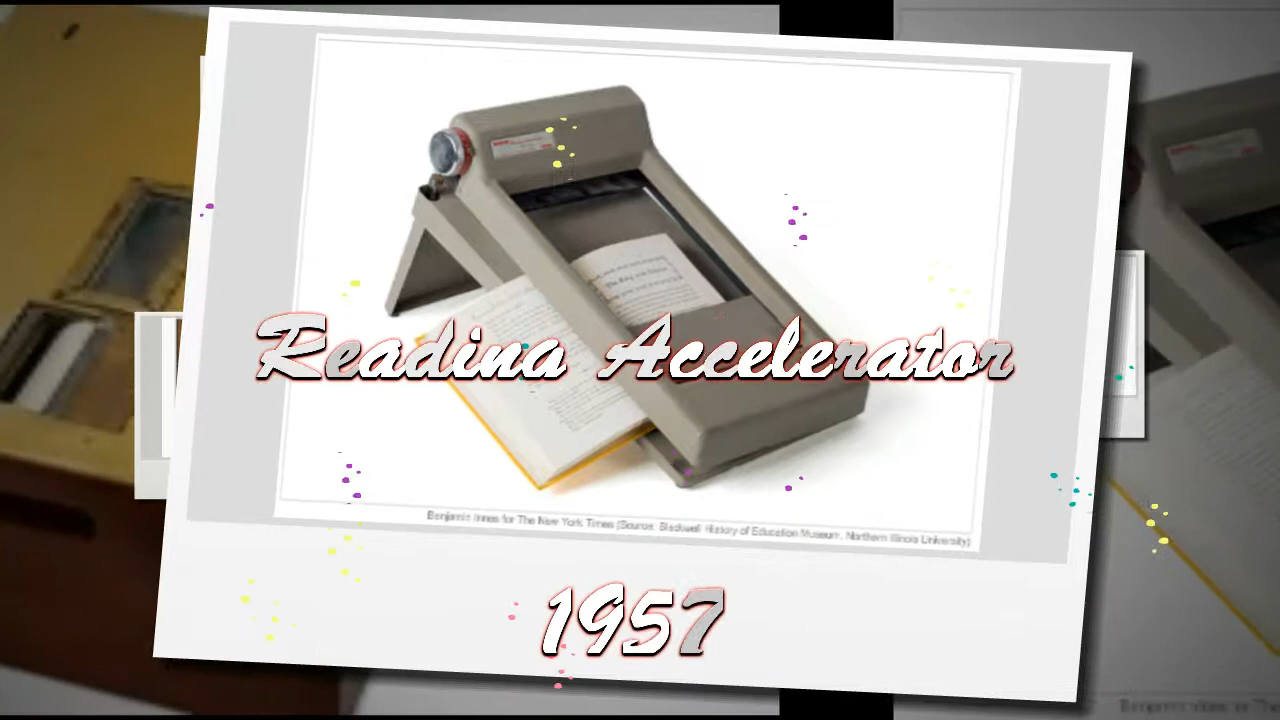 Reading Accelerator
Benjamin Innes for The New York Times (Source: Blackwell History of Education Museum, Northern Illinois University)
1957